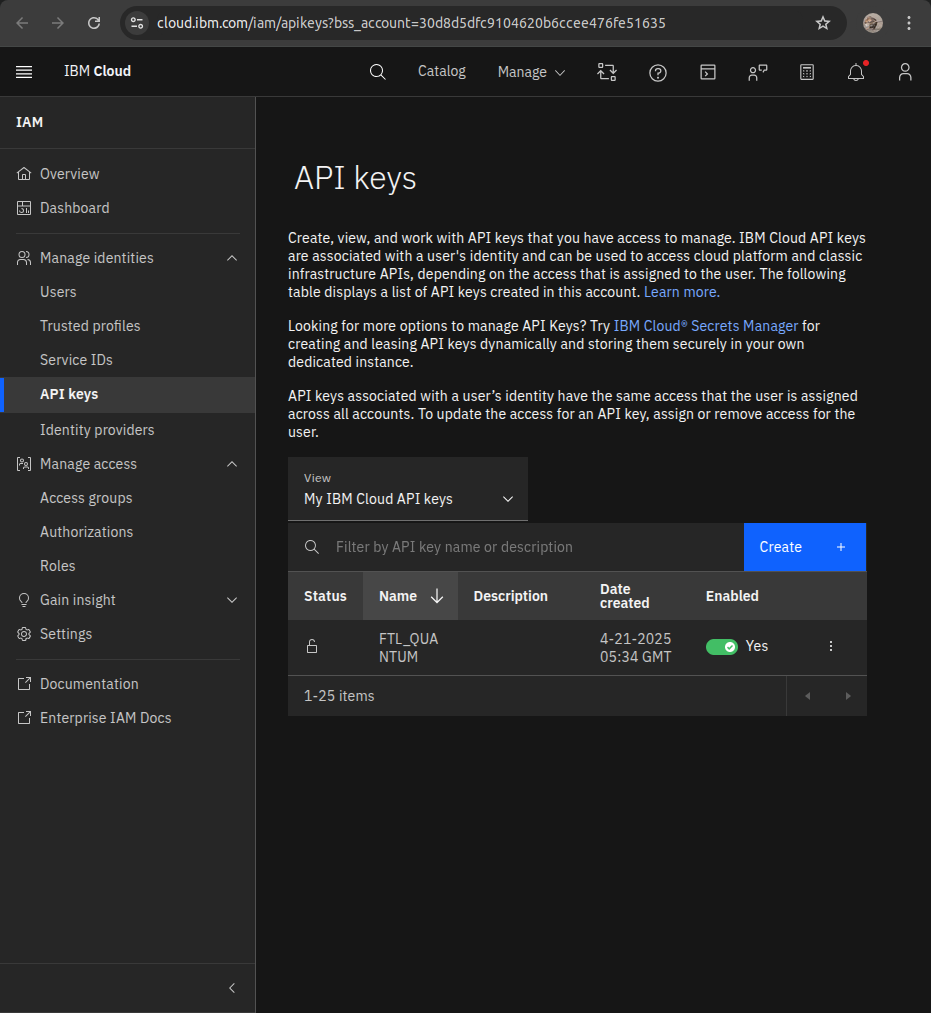 cloud.ibm.com/iam/apikeys?bss_account=30d8d5dfc9104620b6ccee476fe51635
IBM Cloud
Catalog
Manage
IAM
Overview
Dashboard
Manage identities
Users
Trusted profiles
Service IDs
API keys
Identity providers
Manage access
Access groups
Authorizations
Roles
Gain insight
Settings
Documentation
Enterprise IAM Docs
API keys
Create, view, and work with API keys that you have access to manage. IBM Cloud API keys
are associated with a user's identity and can be used to access cloud platform and classic
infrastructure APIs, depending on the access that is assigned to the user. The following
table displays a list of API keys created in this account. Learn more.
Looking for more options to manage API Keys? Try IBM Cloud® Secrets Manager for
creating and leasing API keys dynamically and storing them securely in your own
dedicated instance.
API keys associated with a user’s identity have the same access that the user is assigned
across all accounts. To update the access for an API key, assign or remove access for the
user.
View
My IBM Cloud API keys
Filter by API key name or description
Create +
Status Name Description Date created Enabled
FTL_QUA 4-21-2025 Yes
NTUM 05:34 GMT
1-25 items